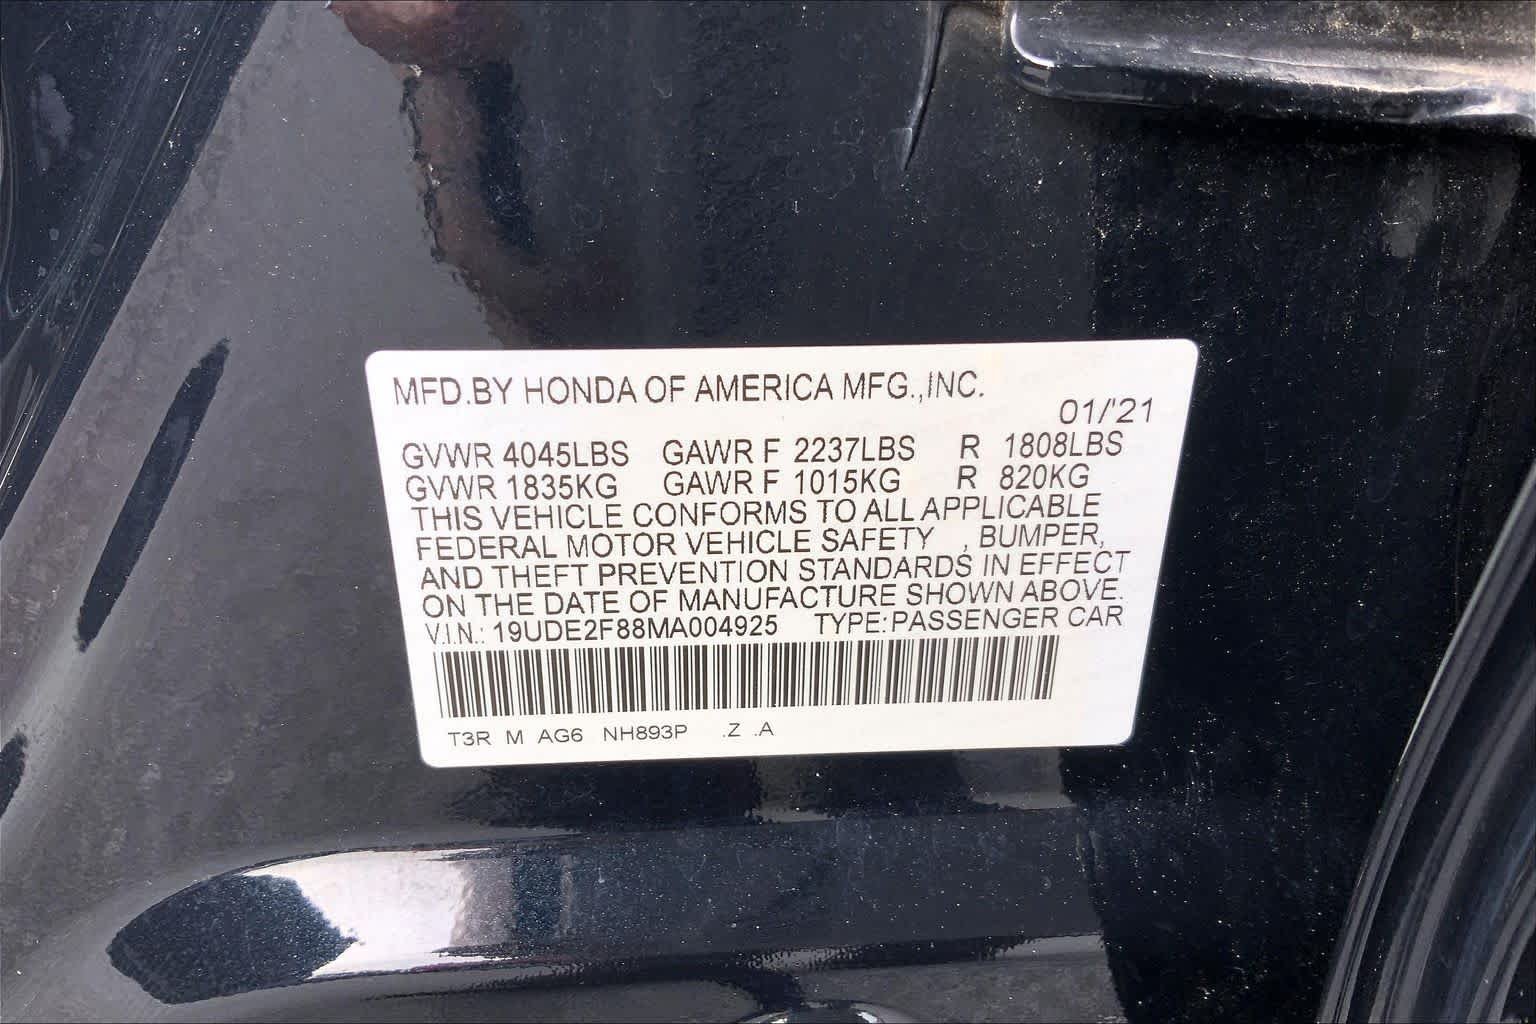 MFD.BY HONDA OF AMERICA MFG.,INC.
01/'21
GVWR 4045LBS GAWR F 2237LBS R 1808LBS
GVWR 1835KG GAWR F 1015KG R 820KG
THIS VEHICLE CONFORMS TO ALL APPLICABLE
FEDERAL MOTOR VEHICLE SAFETY , BUMPER,
AND THEFT PREVENTION STANDARDS IN EFFECT
ON THE DATE OF MANUFACTURE SHOWN ABOVE.
V.I.N.: 19UDE2F88MA004925 TYPE:PASSENGER CAR
T3R M AG6 NH893P .Z .A